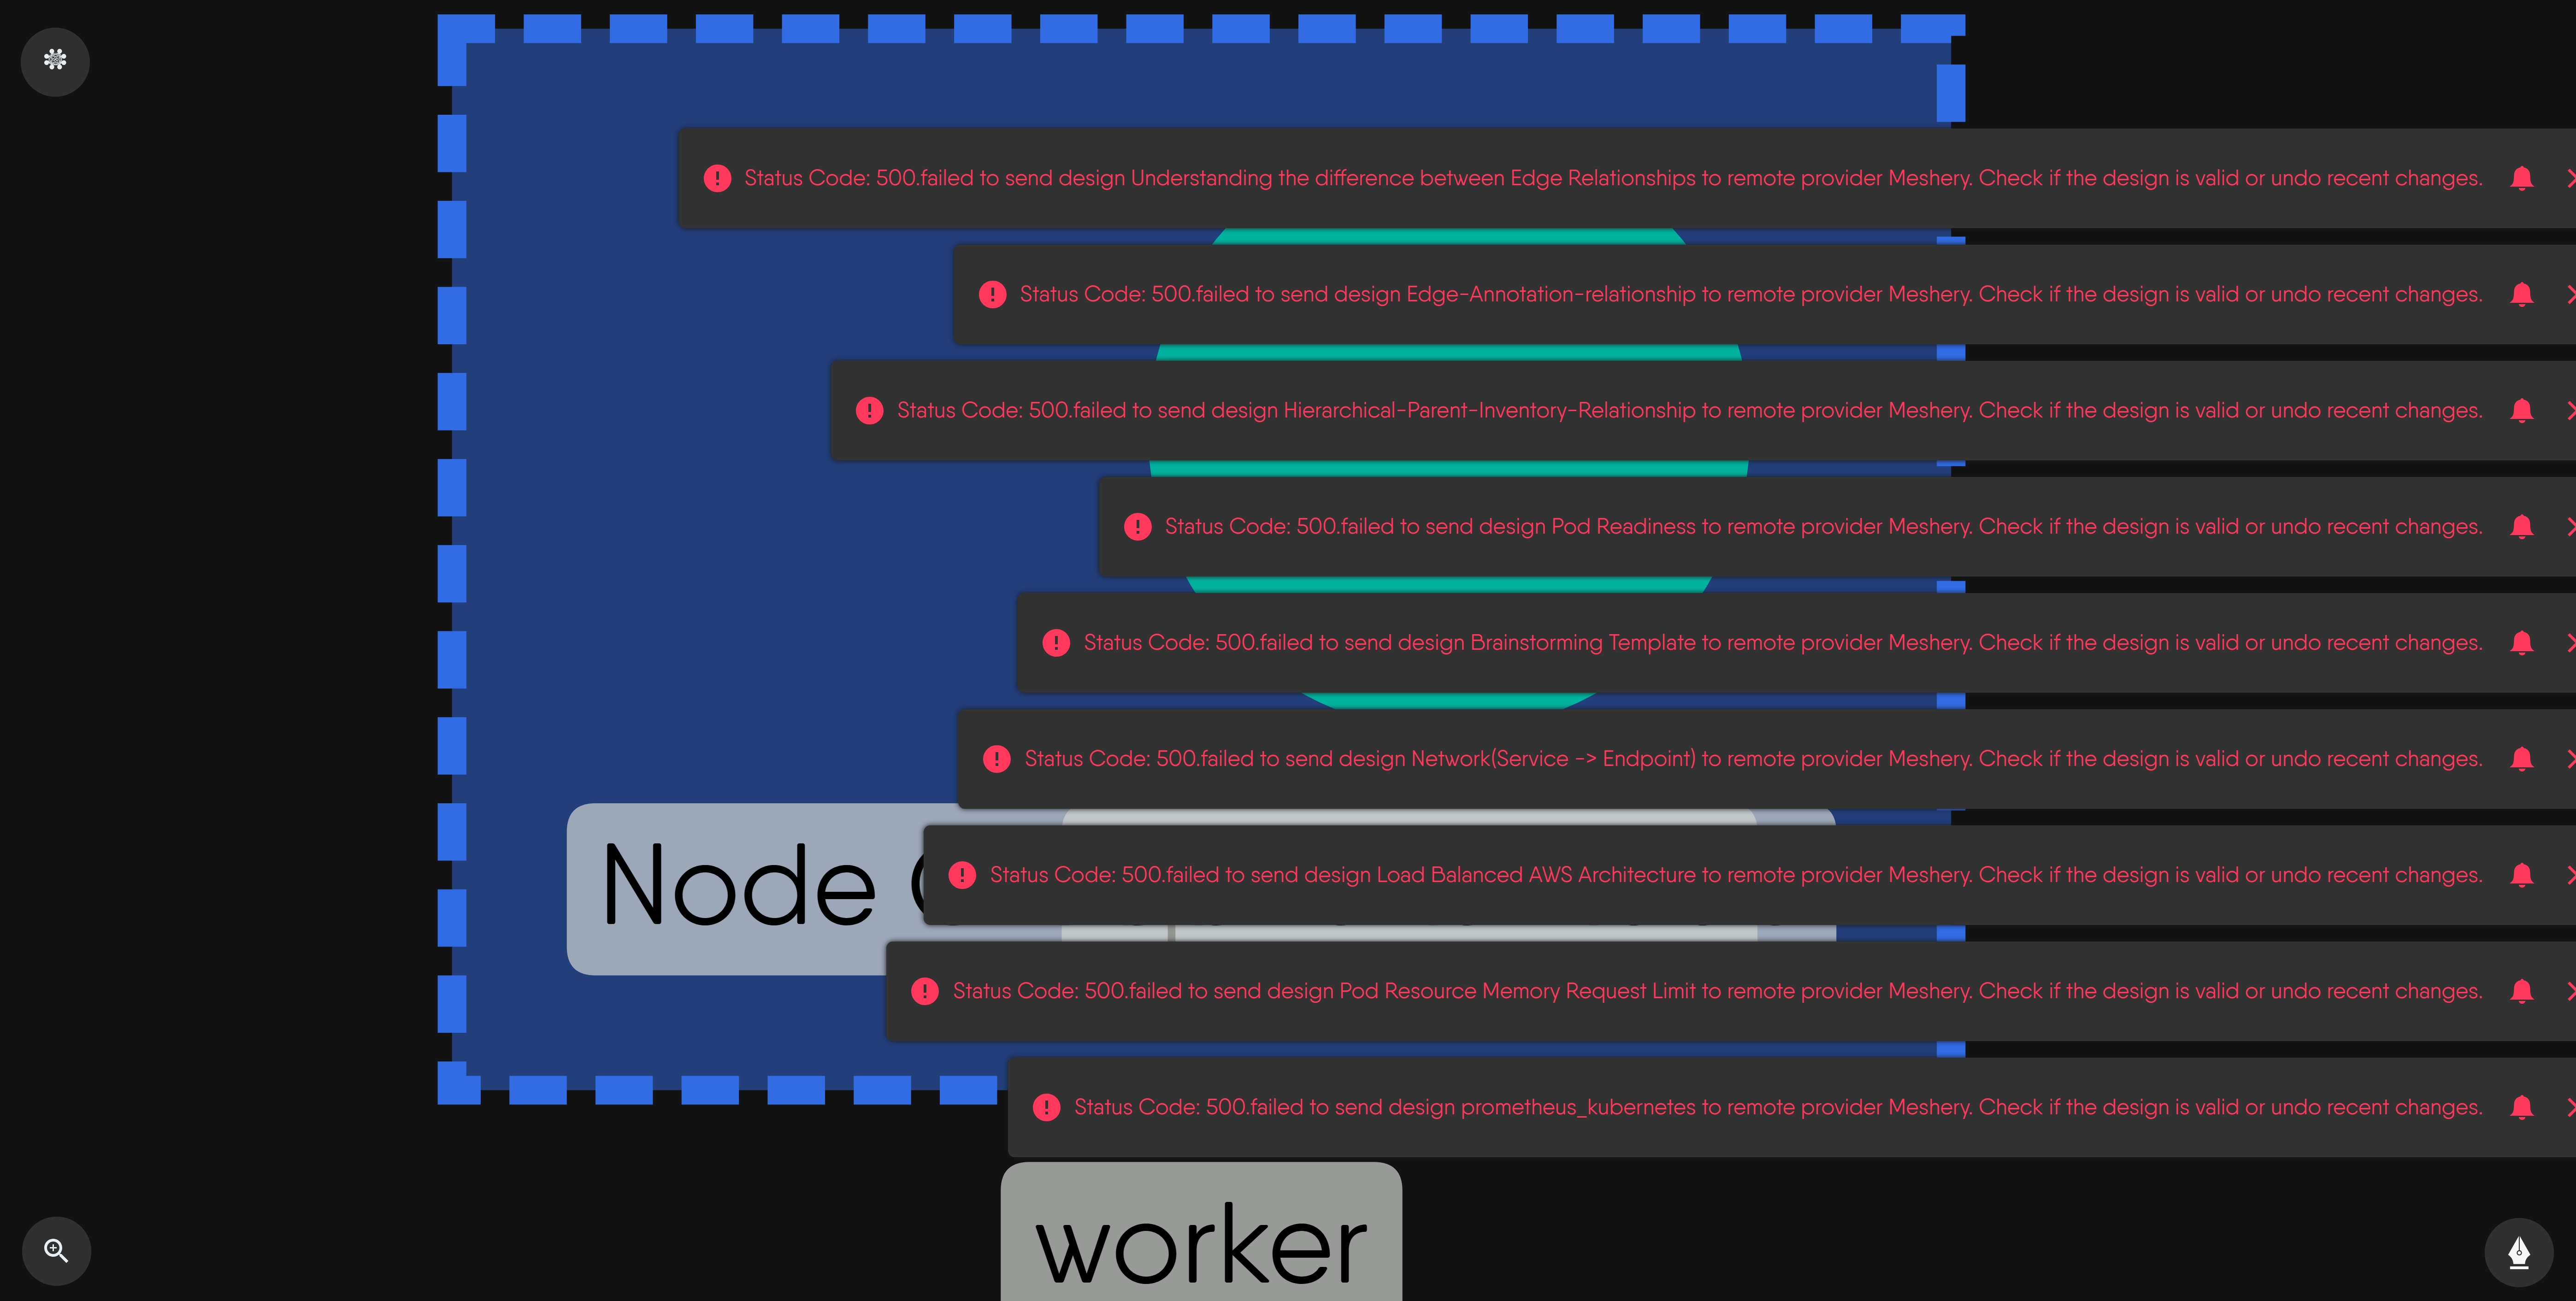 Status Code: 500.failed to send design Understanding the difference between Edge Relationships to remote provider Meshery. Check if the design is valid or undo recent changes.
Status Code: 500.failed to send design Edge-Annotation-relationship to remote provider Meshery. Check if the design is valid or undo recent changes.
Status Code: 500.failed to send design Hierarchical-Parent-Inventory-Relationship to remote provider Meshery. Check if the design is valid or undo recent changes.
Status Code: 500.failed to send design Pod Readiness to remote provider Meshery. Check if the design is valid or undo recent changes.
Status Code: 500.failed to send design Brainstorming Template to remote provider Meshery. Check if the design is valid or undo recent changes.
Status Code: 500.failed to send design Network(Service -> Endpoint) to remote provider Meshery. Check if the design is valid or undo recent changes.
Node
Status Code: 500.failed to send design Load Balanced AWS Architecture to remote provider Meshery. Check if the design is valid or undo recent changes.
Status Code: 500.failed to send design Pod Resource Memory Request Limit to remote provider Meshery. Check if the design is valid or undo recent changes.
Status Code: 500.failed to send design prometheus_kubernetes to remote provider Meshery. Check if the design is valid or undo recent changes.
worker